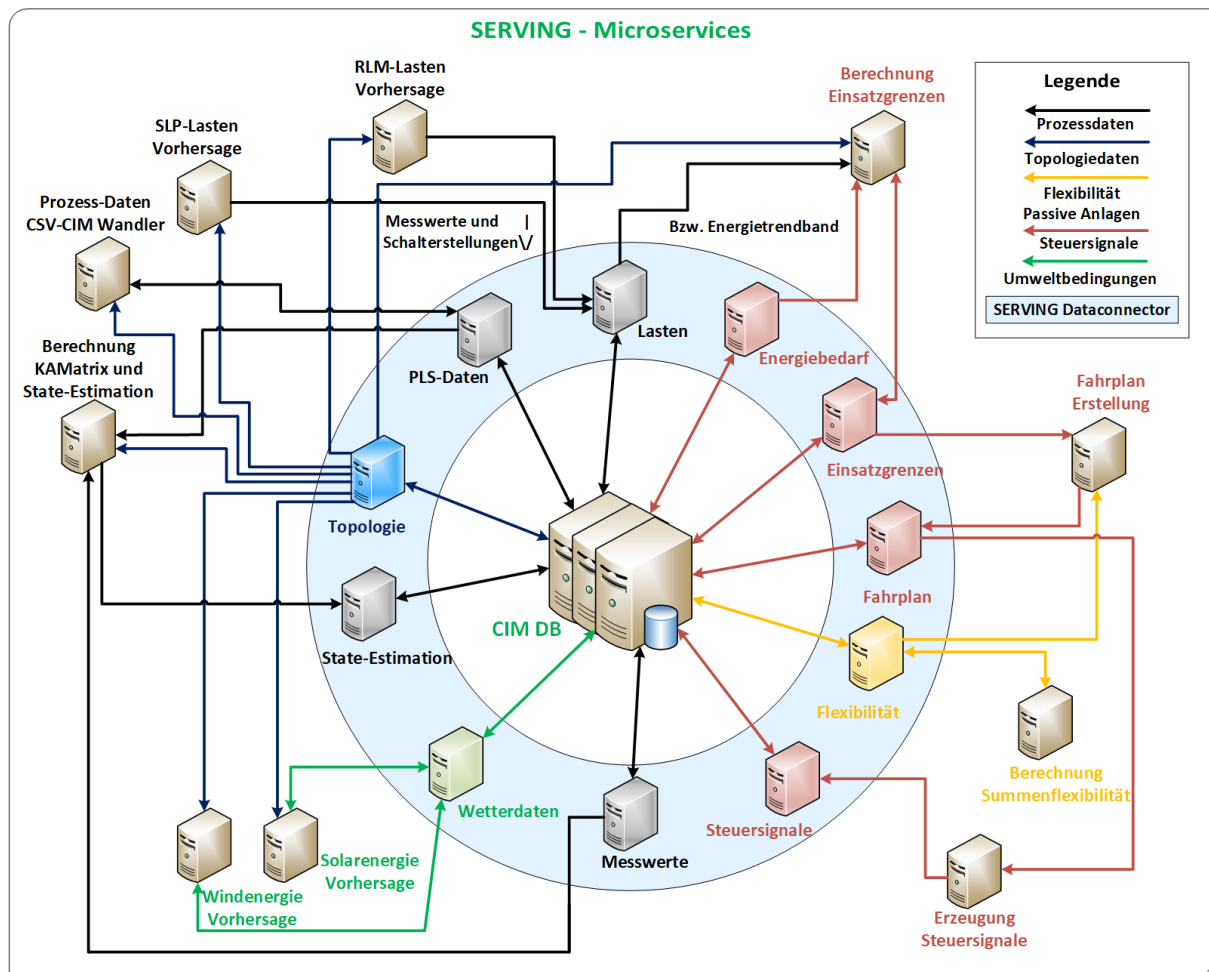 SERVING - Microservices
RLM-Lasten
Vorhersage
Berechnung
Einsatzgrenzen
Legende
Prozessdaten
Topologiedaten
Flexibilität
Passive Anlagen
Steuersignale
Umweltbedingungen
SERVING Dataconnector
SLP-Lasten
Vorhersage
Prozess-Daten
CSV-CIM Wandler
Messwerte und |
Schalterstellungen \/
Bzw. Energietrendband
Lasten
Energiebedarf
PLS-Daten
Berechnung
KAMatrix und
State-Estimation
Fahrplan
Erstellung
Einsatzgrenzen
Topologie
Fahrplan
CIM DB
State-Estimation
Flexibilität
Berechnung
Summenflexibilität
Wetterdaten
Steuersignale
Messwerte
Solarenergie
Vorhersage
Windenergie
Vorhersage
Erzeugung
Steuersignale